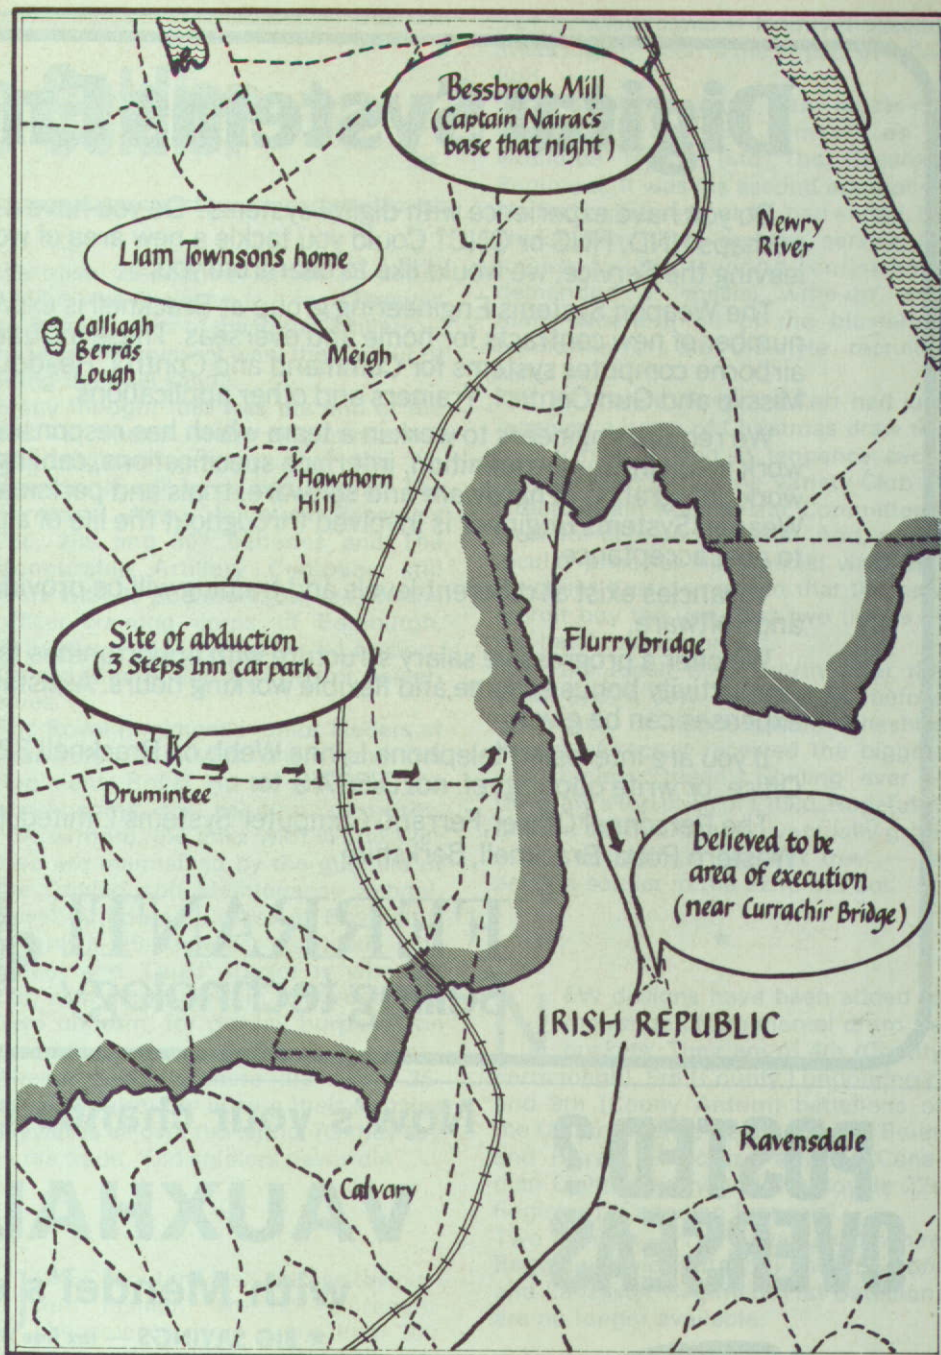 Bessbrook Mill
(Captain Nairac's
base that night)
Newry
River
Liam Townson's home
Calliagh
Berra's
Lough
Meigh
Hawthorn
Hill
Site of abduction
(3 Steps Inn car park)
Flurrybridge
Drumintee
believed to be
area of execution
(near Currachir Bridge)
IRISH REPUBLIC
Ravensdale
Calvary